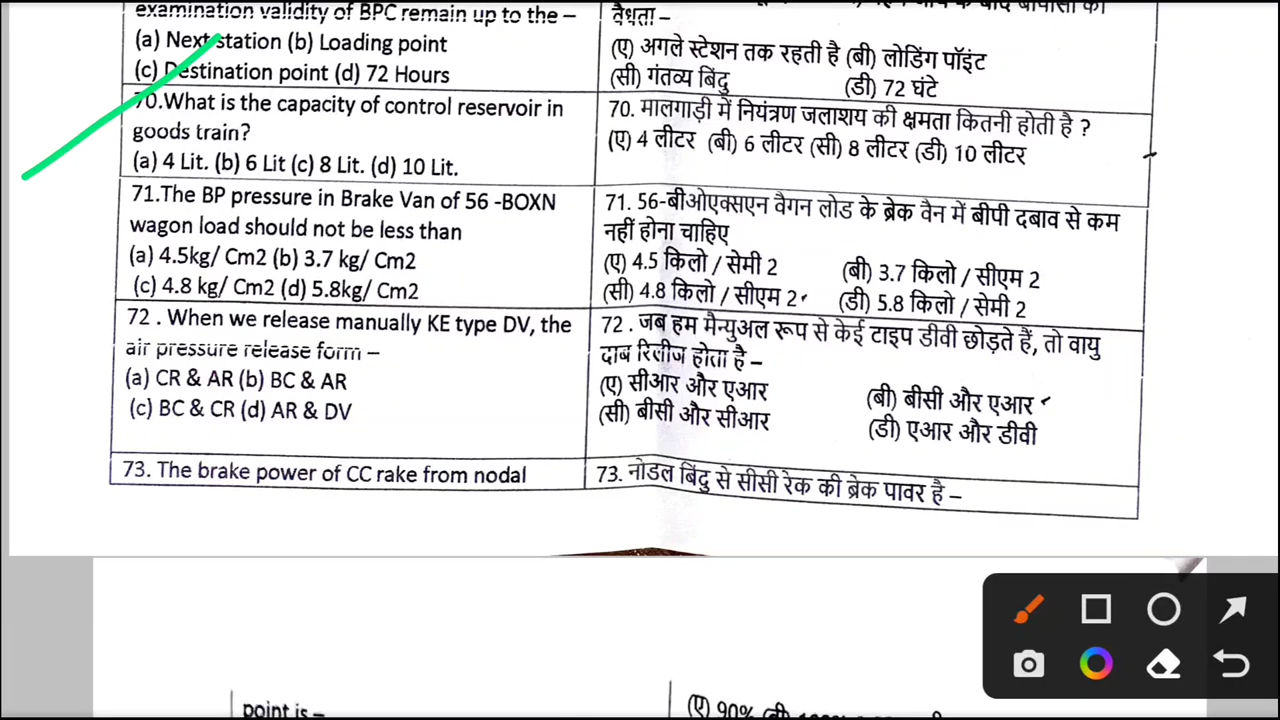 examination validity of BPC remain up to the –
(a) Next station (b) Loading point
(c) Destination point (d) 72 Hours
70.What is the capacity of control reservoir in
goods train?
(a) 4 Lit. (b) 6 Lit (c) 8 Lit. (d) 10 Lit.
71.The BP pressure in Brake Van of 56 -BOXN
wagon load should not be less than
(a) 4.5kg/ Cm2 (b) 3.7 kg/ Cm2
(c) 4.8 kg/ Cm2 (d) 5.8kg/ Cm2
72 . When we release manually KE type DV, the
air pressure release form –
(a) CR & AR (b) BC & AR
(c) BC & CR (d) AR & DV
73. The brake power of CC rake from nodal
point is –
वैधता –
(ए) अगले स्टेशन तक रहती है (बी) लोडिंग पॉइंट
(सी) गंतव्य बिंदु (डी) 72 घंटे
70. मालगाड़ी में नियंत्रण जलाशय की क्षमता कितनी होती है ?
(ए) 4 लीटर (बी) 6 लीटर (सी) 8 लीटर (डी) 10 लीटर
71. 56-बीओएक्सएन वैगन लोड के ब्रेक वैन में बीपी दबाव से कम
नहीं होना चाहिए
(ए) 4.5 किलो / सेमी 2 (बी) 3.7 किलो / सीएम 2
(सी) 4.8 किलो / सीएम 2 (डी) 5.8 किलो / सेमी 2
72 . जब हम मैन्युअल रूप से केई टाइप डीवी छोड़ते हैं, तो वायु
दाब रिलीज होता है –
(ए) सीआर और एआर (बी) बीसी और एआर
(सी) बीसी और सीआर (डी) एआर और डीवी
73. नोडल बिंदु से सीसी रेक की ब्रेक पावर है –
(ए) 90%